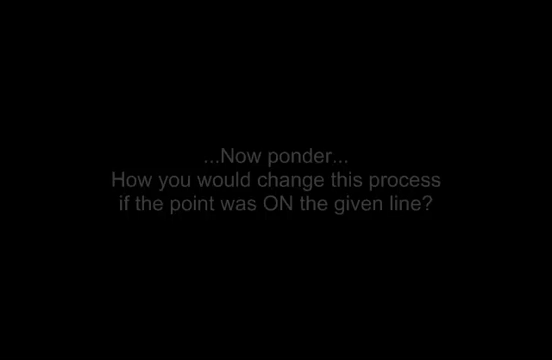 ...Now ponder...
How you would change this process
if the point was ON the given line?